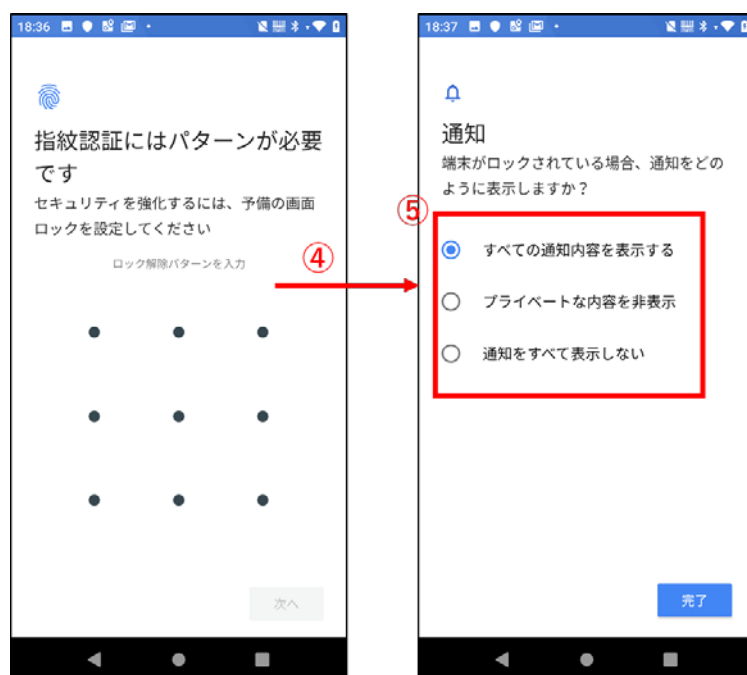 18:36
指紋認証にはパターンが必要
です
セキュリティを強化するには、予備の画面
ロックを設定してください
ロック解除パターンを入力
④
次へ
18:37
通知
端末がロックされている場合、通知をどの
ように表示しますか？
⑤
すべての通知内容を表示する
プライベートな内容を非表示
通知をすべて表示しない
完了